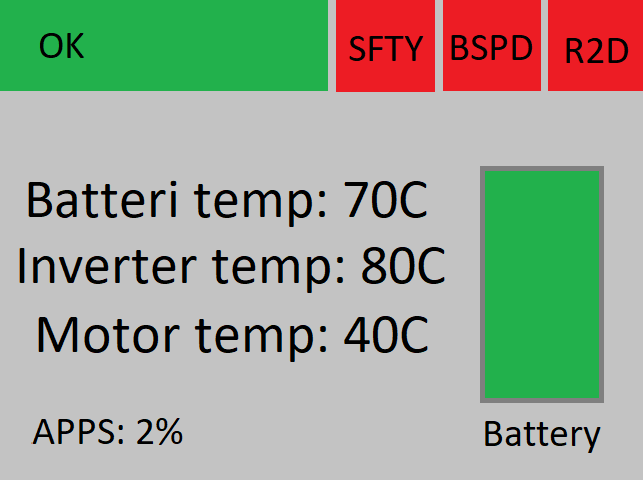 OK SFTY BSPD R2D
Batteri temp: 70C
Inverter temp: 80C
Motor temp: 40C
APPS: 2%
Battery